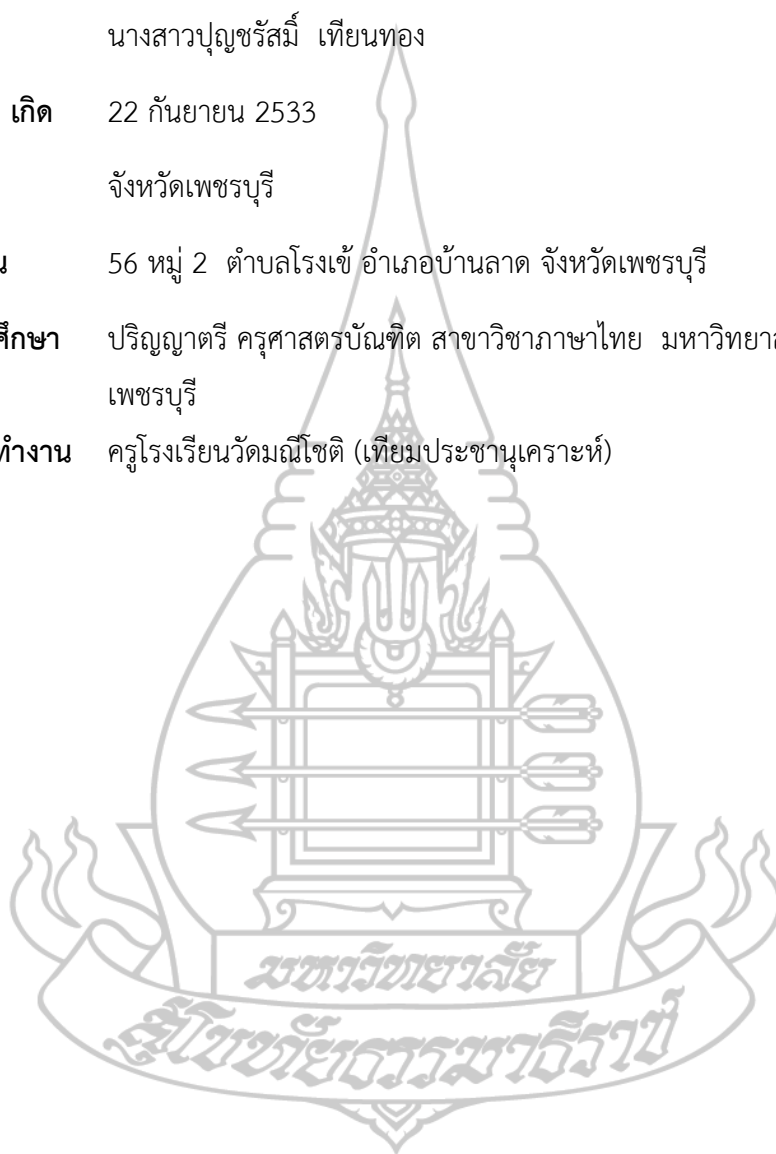 นางสาวปุญชรัสมิ์ เทียนทอง
เกิด 22 กันยายน 2533
จังหวัดเพชรบุรี
56 หมู่ 2 ตำบลโรงเข้ อำเภอบ้านลาด จังหวัดเพชรบุรี
ปริญญาตรี ครุศาสตรบัณฑิต สาขาวิชาภาษาไทย
เพชรบุรี
ครูโรงเรียนวัดมณีโชติ (เทียมประชานุเคราะห์)
มหาวิทยาลัย
สุโขทัยธรรมาธิราช